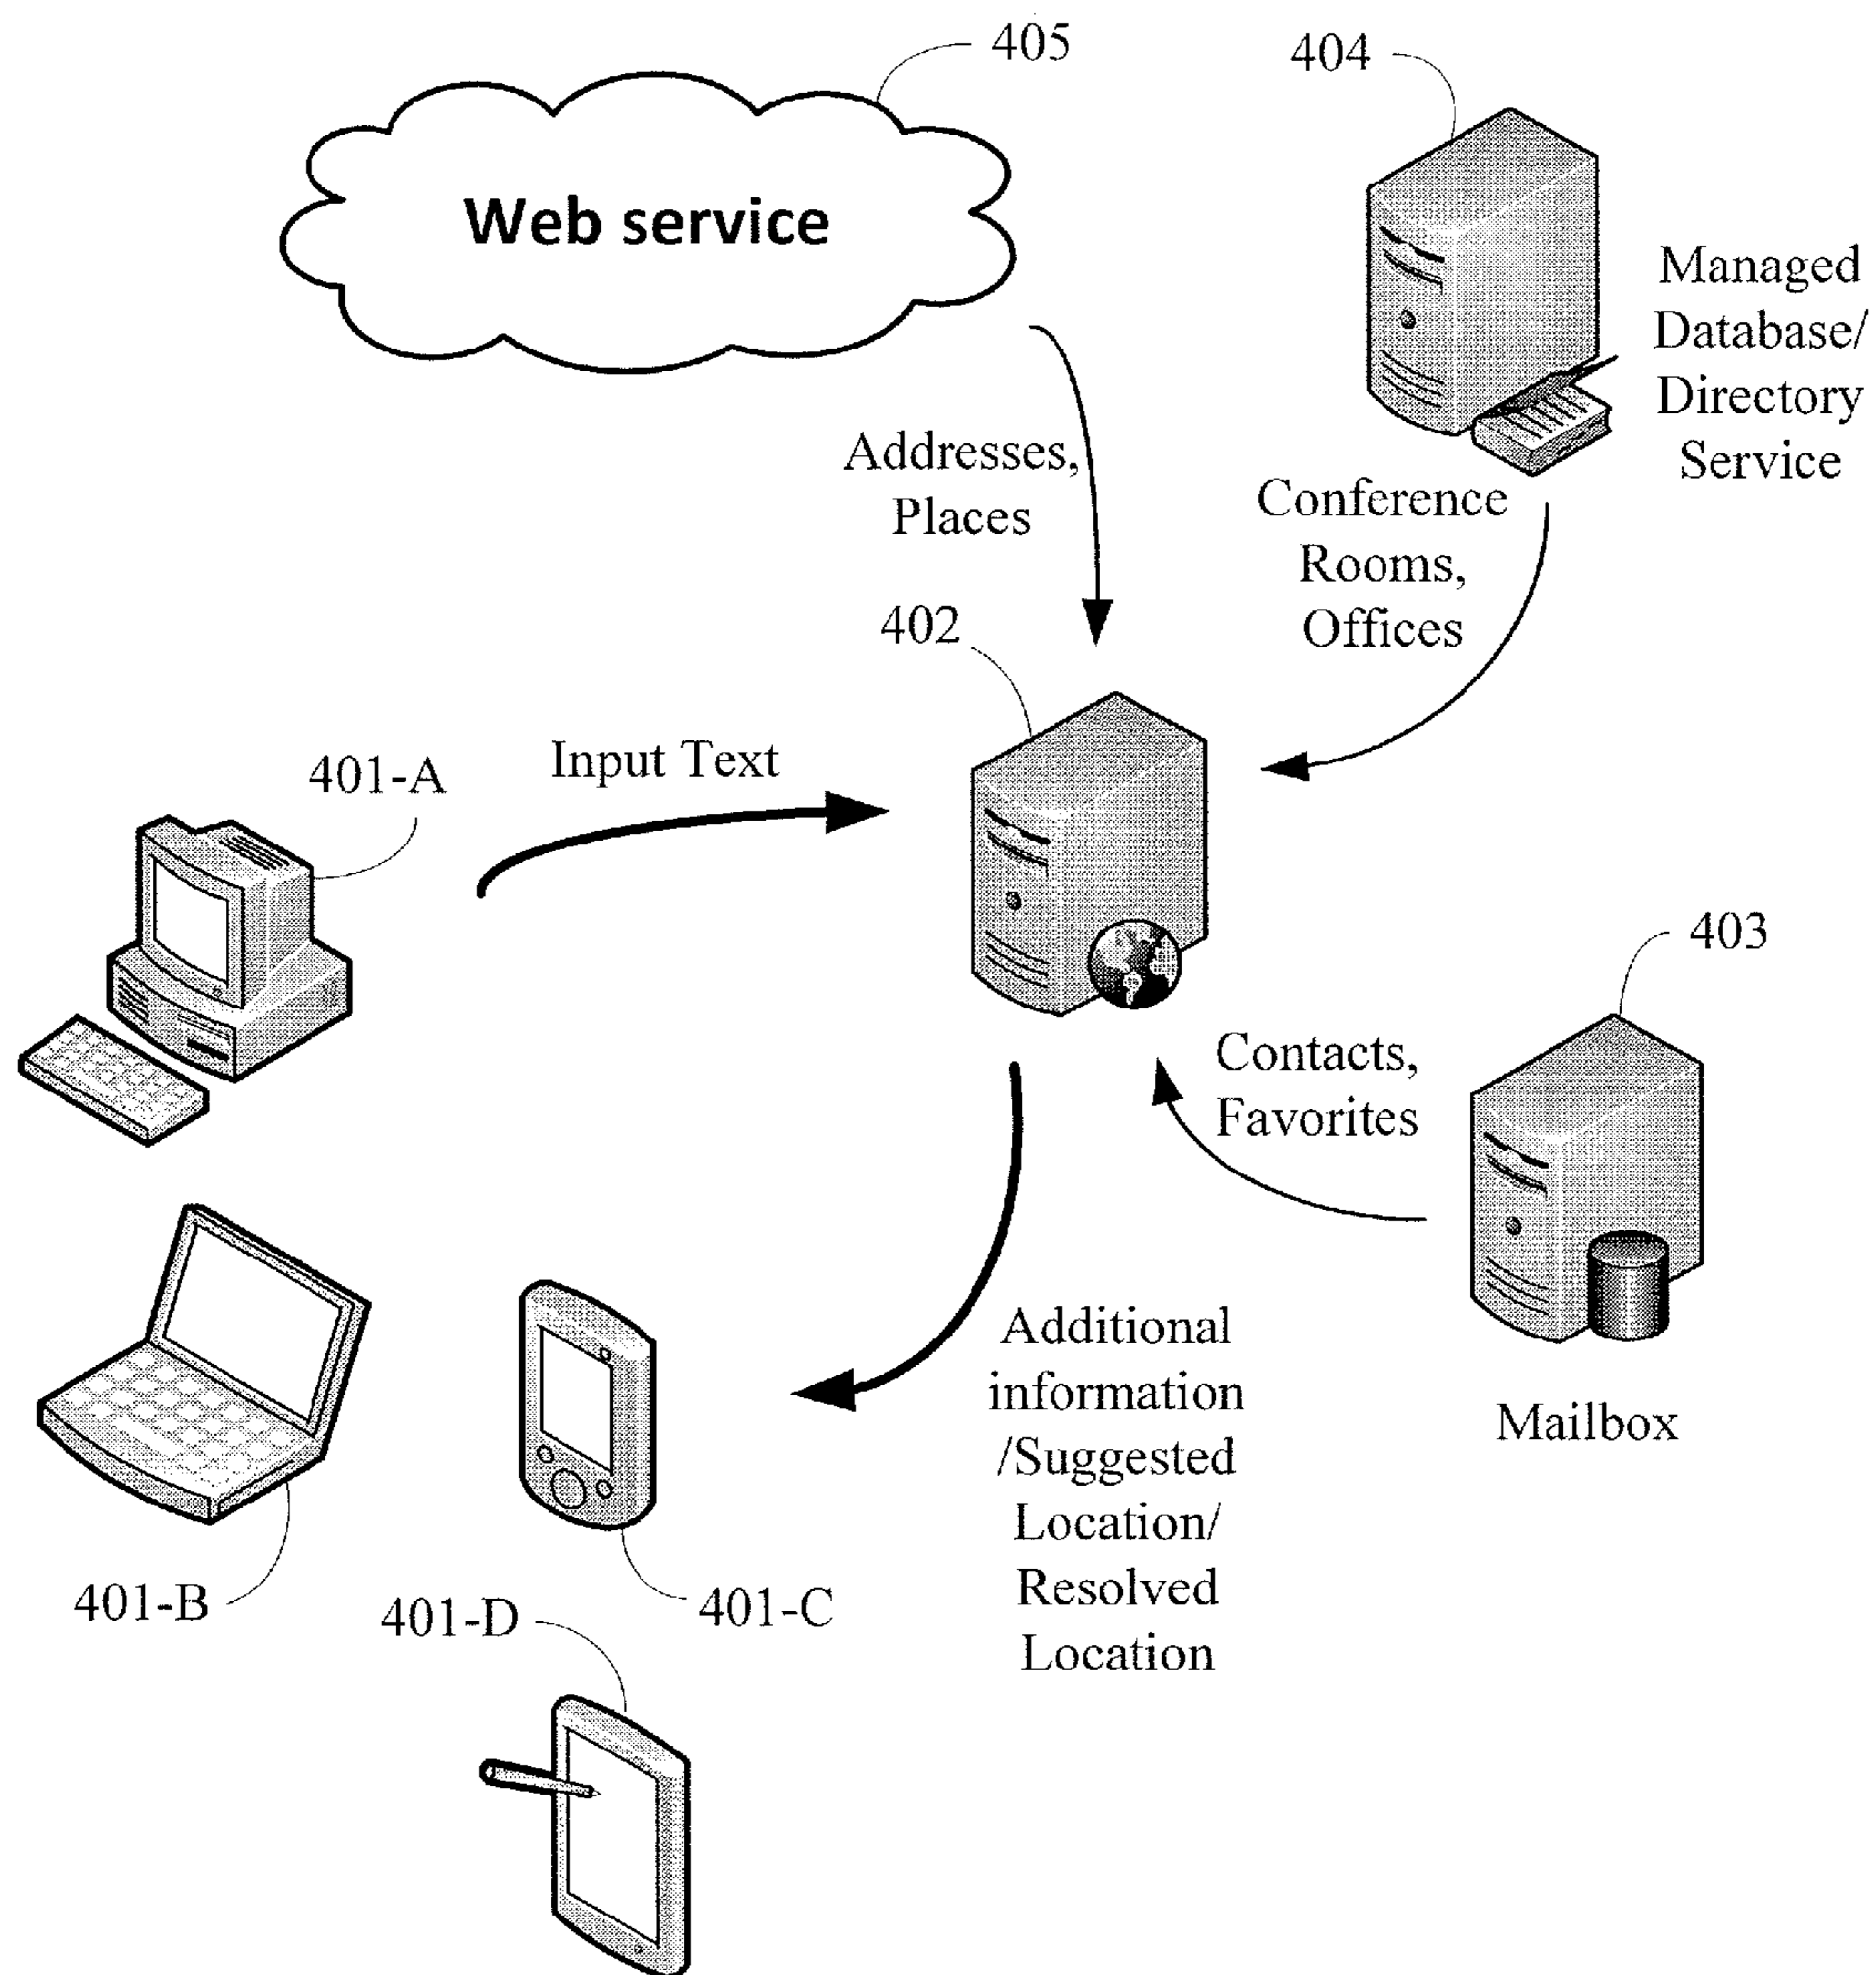 405
404
Web service
Managed
Database/
Directory
Service
Addresses,
Places
Conference
Rooms,
Offices
402
Input Text
401-A
403
Contacts,
Favorites
Mailbox
Additional
information
/Suggested
Location/
Resolved
Location
401-B
401-C
401-D